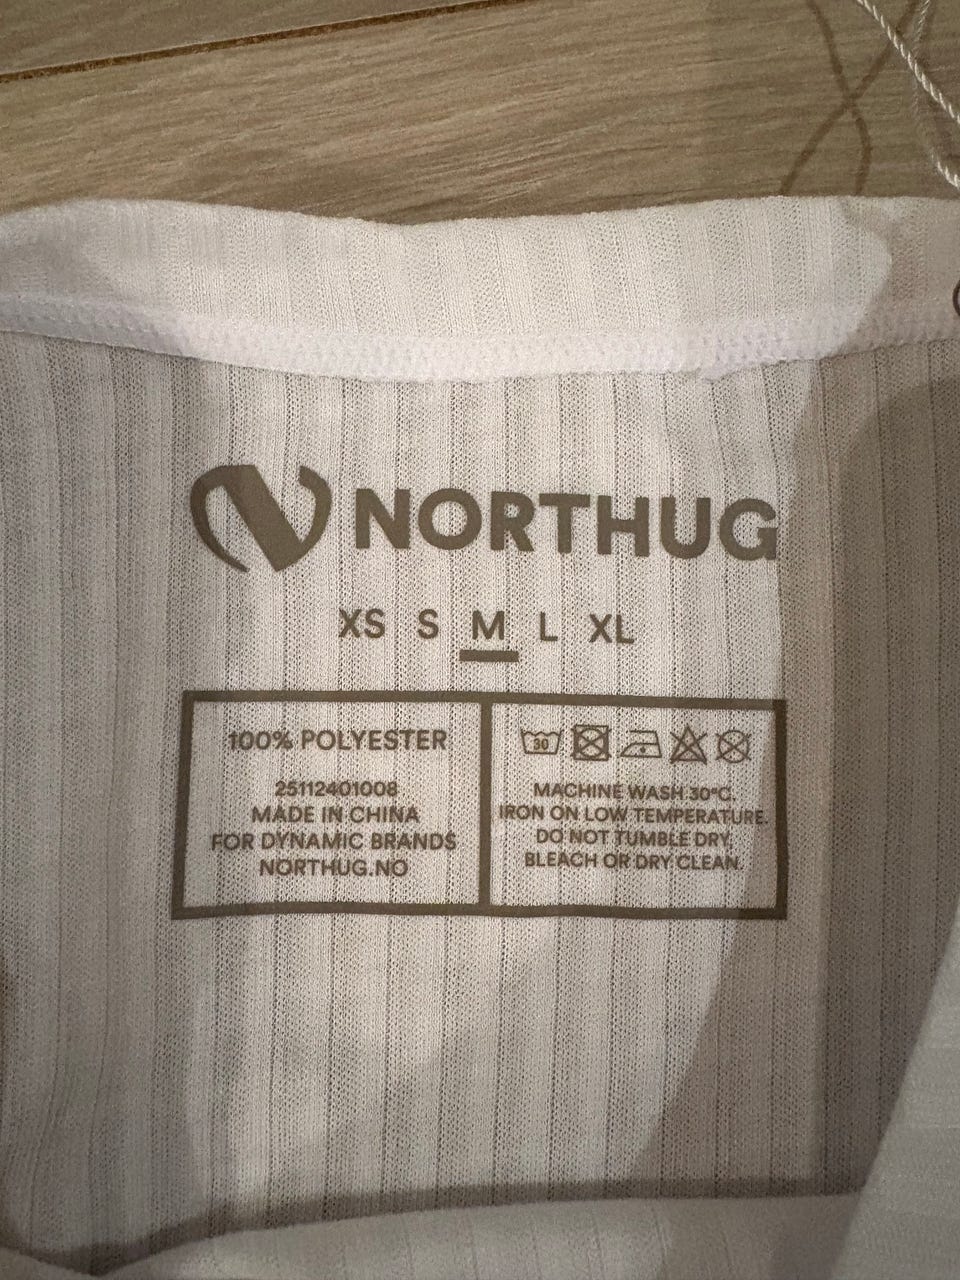 NORTHUG
XS S M L XL
100% POLYESTER
25112401008
MADE IN CHINA
FOR DYNAMIC BRANDS
NORTHUG.NO
30
MACHINE WASH 30°C.
IRON ON LOW TEMPERATURE.
DO NOT TUMBLE DRY,
BLEACH OR DRY CLEAN.